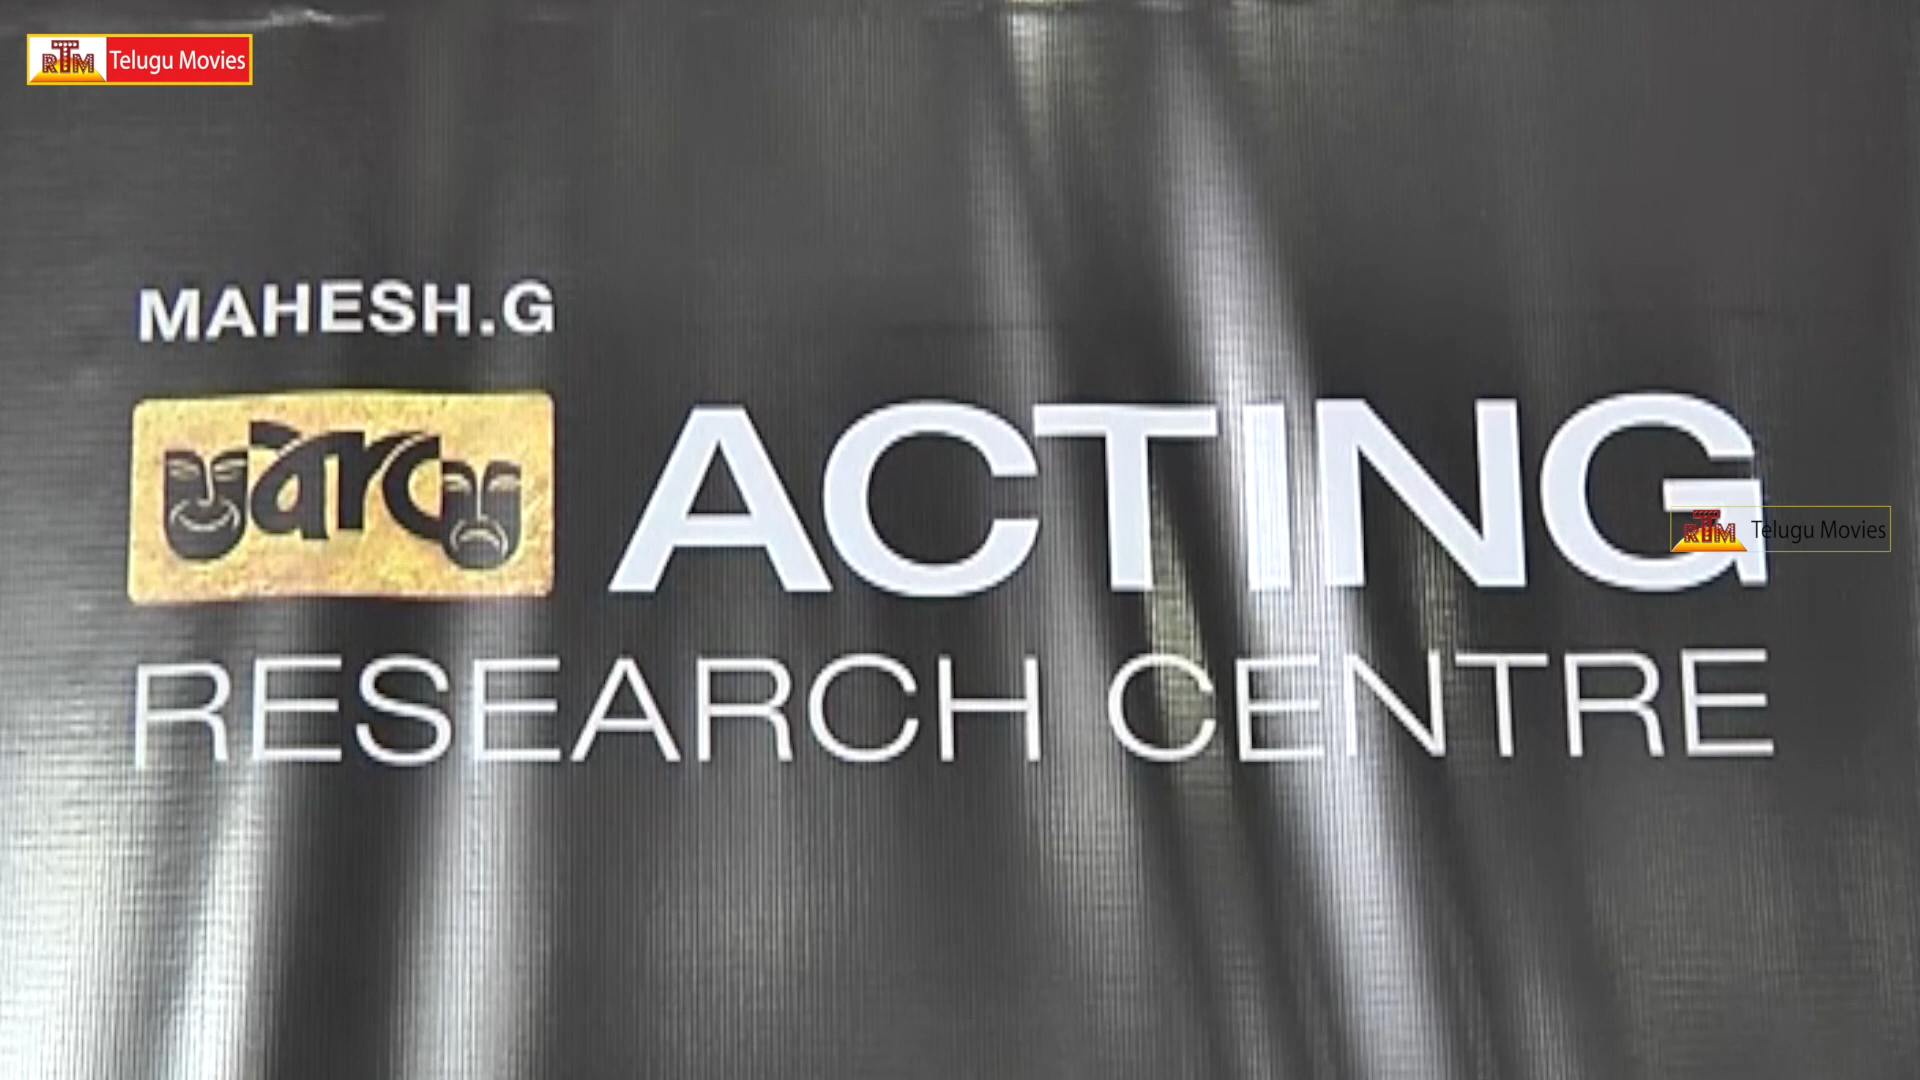 RTM Telugu Movies
MAHESH.G
arc ACTING
RTM Telugu Movies
RESEARCH CENTRE